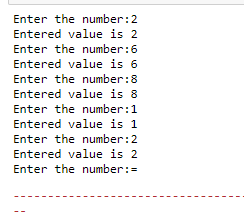 Enter the number:2
Entered value is 2
Enter the number:6
Entered value is 6
Enter the number:8
Entered value is 8
Enter the number:1
Entered value is 1
Enter the number:2
Entered value is 2
Enter the number:=
---------------------------------
--